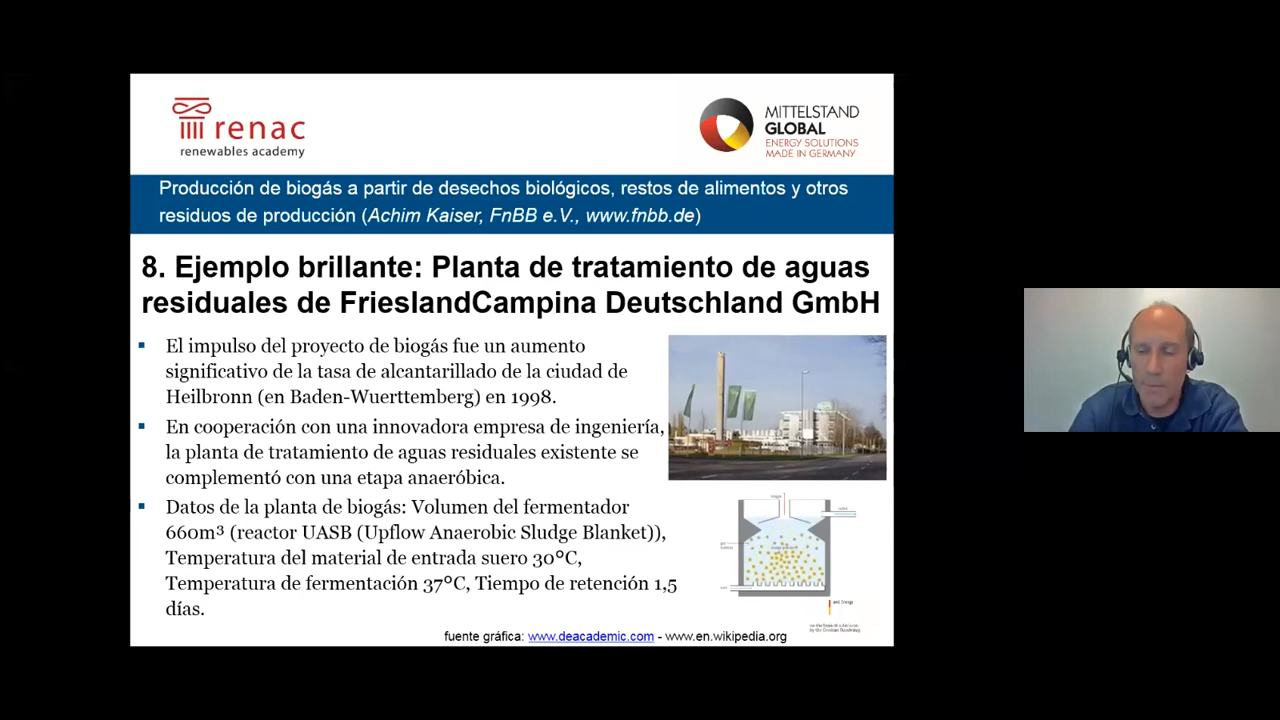 renac
renewables academy
MITTELSTAND
GLOBAL
ENERGY SOLUTIONS
MADE IN GERMANY
Producción de biogás a partir de desechos biológicos, restos de alimentos y otros
residuos de producción (Achim Kaiser, FnBB e.V., www.fnbb.de)
8. Ejemplo brillante: Planta de tratamiento de aguas
residuales de FrieslandCampina Deutschland GmbH
El impulso del proyecto de biogás fue un aumento
significativo de la tasa de alcantarillado de la ciudad de
Heilbronn (en Baden-Wuerttemberg) en 1998.
En cooperación con una innovadora empresa de ingeniería,
la planta de tratamiento de aguas residuales existente se
complementó con una etapa anaeróbica.
Datos de la planta de biogás: Volumen del fermentador
660m³ (reactor UASB (Upflow Anaerobic Sludge Blanket)),
Temperatura del material de entrada suero 30°C,
Temperatura de fermentación 37°C, Tiempo de retención 1,5
días.
and Energy
fuente gráfica: www.deacademic.com - www.en.wikipedia.org